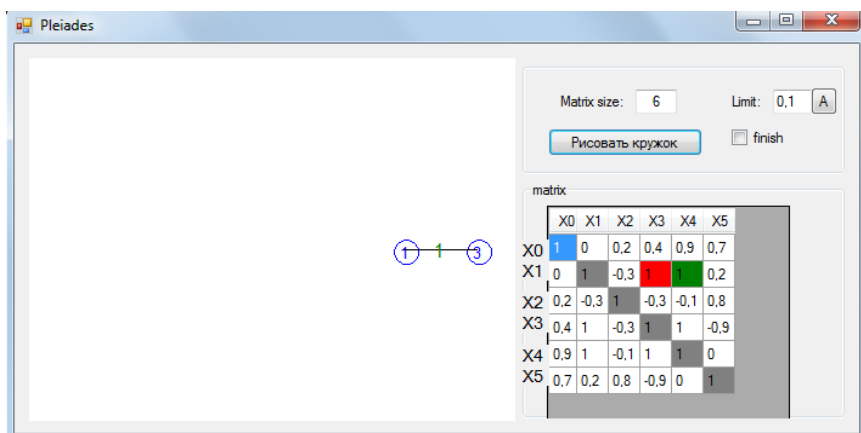 Pleiades
Matrix size: 6 Limit: 0,1 A
Рисовать кружок finish
1 1 3
matrix
X0 X1 X2 X3 X4 X5
X0 1 0 0,2 0,4 0,9 0,7
X1 0 1 -0,3 1 1 0,2
X2 0,2 -0,3 1 -0,3 -0,1 0,8
X3 0,4 1 -0,3 1 1 -0,9
X4 0,9 1 -0,1 1 1 0
X5 0,7 0,2 0,8 -0,9 0 1